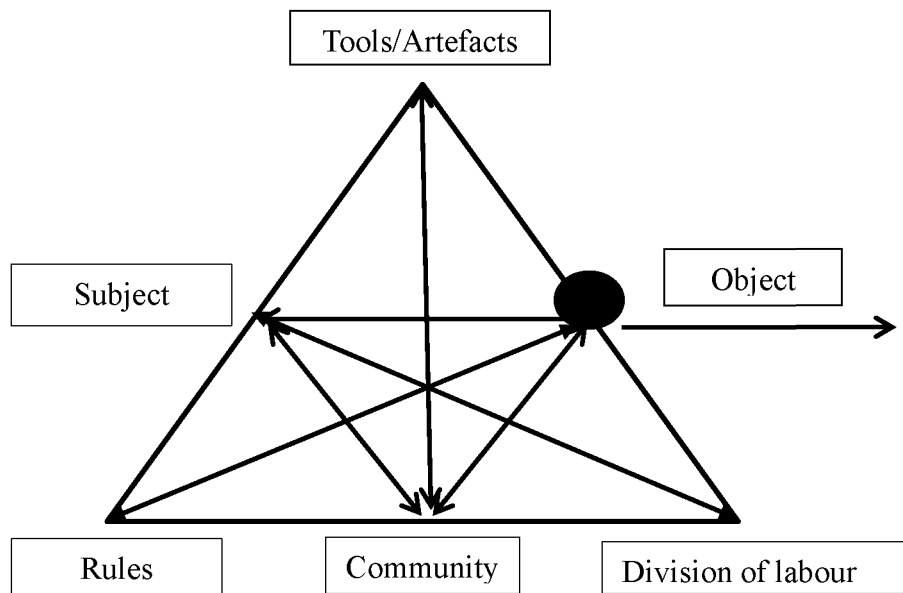 Tools/Artefacts
Subject
Object
Rules
Community
Division of labour